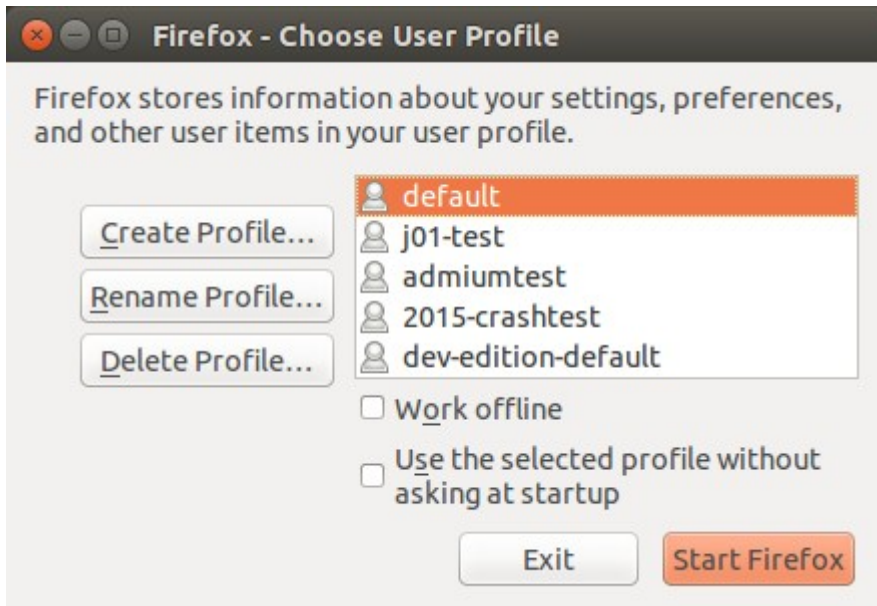 Firefox - Choose User Profile
Firefox stores information about your settings, preferences,
and other user items in your user profile.
Create Profile...
Rename Profile...
Delete Profile...
default
j01-test
admiumtest
2015-crashtest
dev-edition-default
Work offline
Use the selected profile without
asking at startup
Exit
Start Firefox